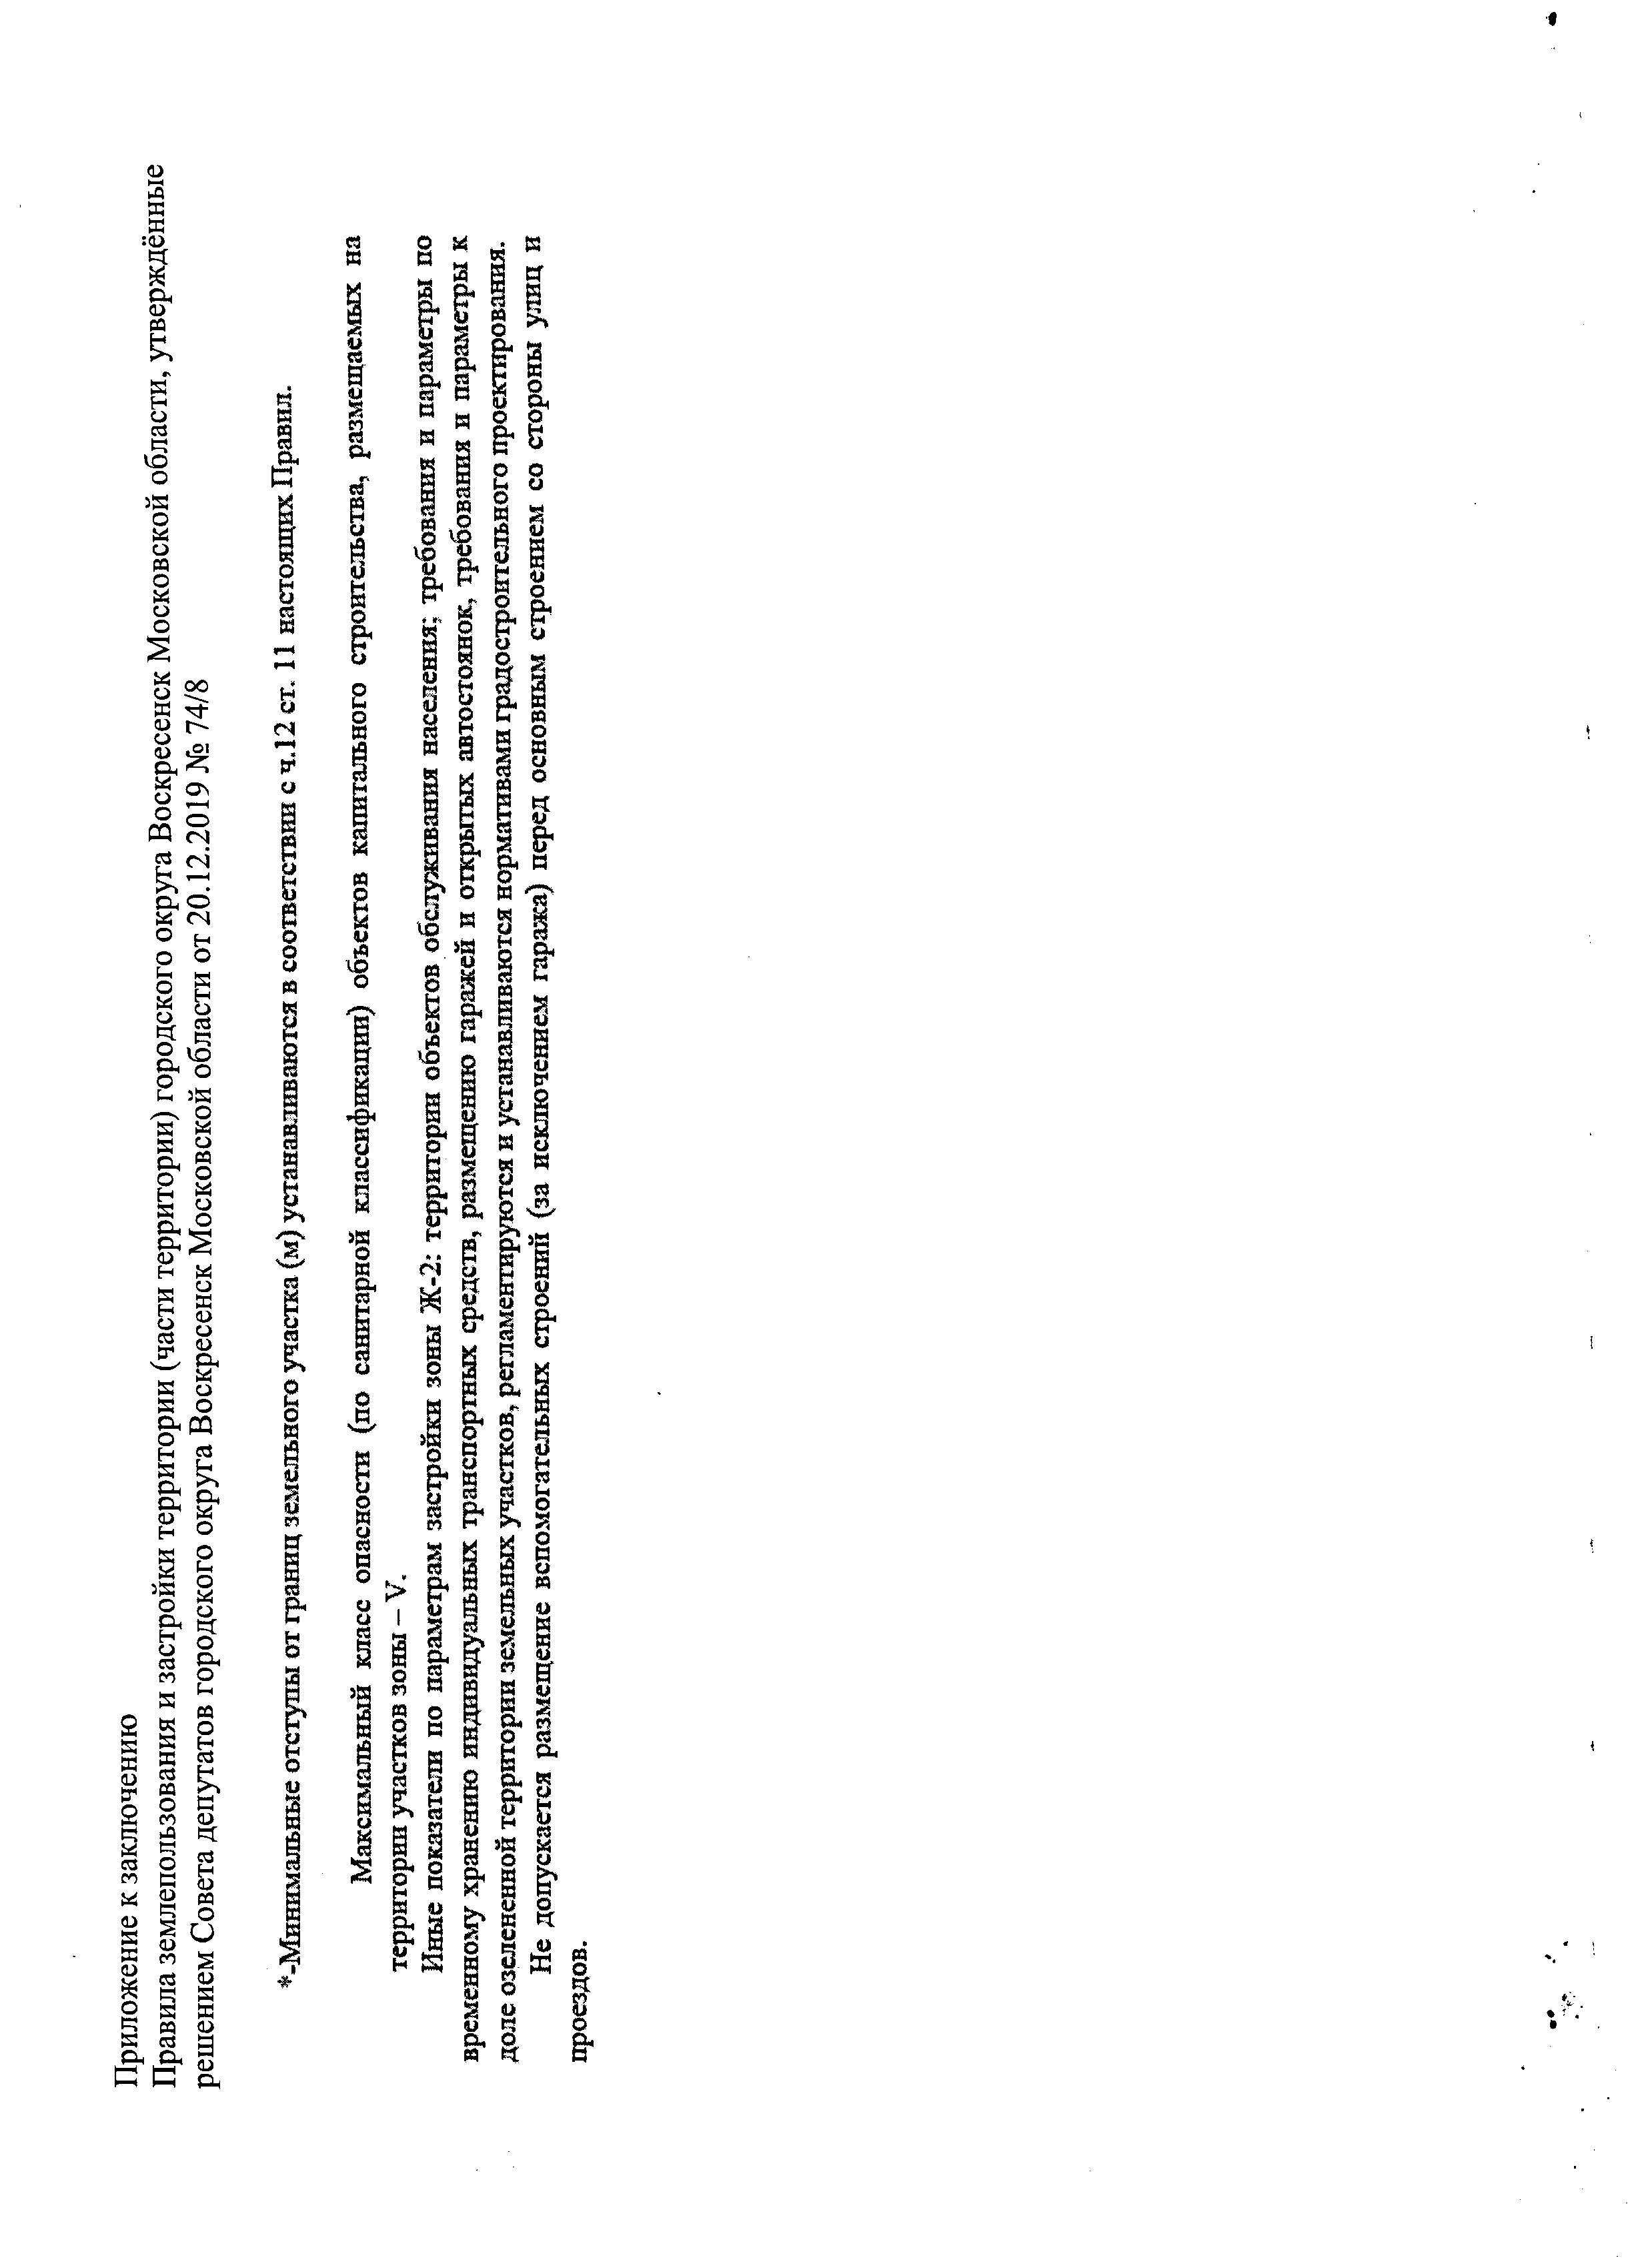 Приложение к заключению
Правила землепользования и застройки территории (части территории) городского округа Воскресенск Московской области, утверждённые
решением Совета депутатов городского округа Воскресенск Московской области от 20.12.2019 № 74/8
*-Минимальные отступы от границ земельного участка (м) устанавливаются в соответствии с ч.12 ст. 11 настоящих Правил.
Максимальный класс опасности (по санитарной классификации) объектов капитального строительства, размещаемых на
территории участков зоны – V.
Иные показатели по параметрам застройки зоны Ж-2: территории объектов обслуживания населения; требования и параметры по
временному хранению индивидуальных транспортных средств, размещению гаражей и открытых автостоянок, требования и параметры к
доле озелененной территории земельных участков, регламентируются и устанавливаются нормативами градостроительного проектирования.
Не допускается размещение вспомогательных строений (за исключением гаража) перед основным строением со стороны улиц и
проездов.